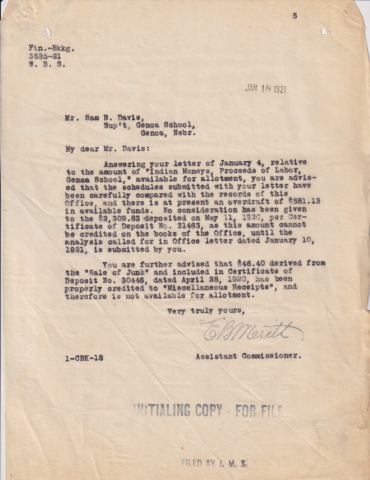 5
Fin.-Bkkg.
3685-21
W. B. S.
JAN 18 1921
Mr. Sam B. Davis,
Sup't, Genoa School,
Genoa, Nebr.
My dear Mr. Davis:
Answering your letter of January 4, relative
to the amount of "Indian Moneys, Proceeds of Labor,
Genoa School," available for allotment, you are advis-
ed that the schedules submitted with your letter have
been carefully compared with the records of this
Office, and there is at present an overdraft of $561.13
in available funds. No consideration has been given
to the $2,309.83 deposited on May 11, 1920, per Cer-
tificate of Deposit No. 31463, as this amount cannot
be credited on the books of the Office, until the
analysis called for in Office letter dated January 10,
1921, is submitted by you.
You are further advised that $46.40 derived from
the "Sale of Junk" and included in Certificate of
Deposit No. 30446, dated April 28, 1920, has been
properly credited to "Miscellaneous Receipts", and
therefore is not available for allotment.
Very truly yours,
E B Meritt
1-CBK-18
Assistant Commissioner.
INITIALING COPY - FOR FILE
FILED BY I. M. S.